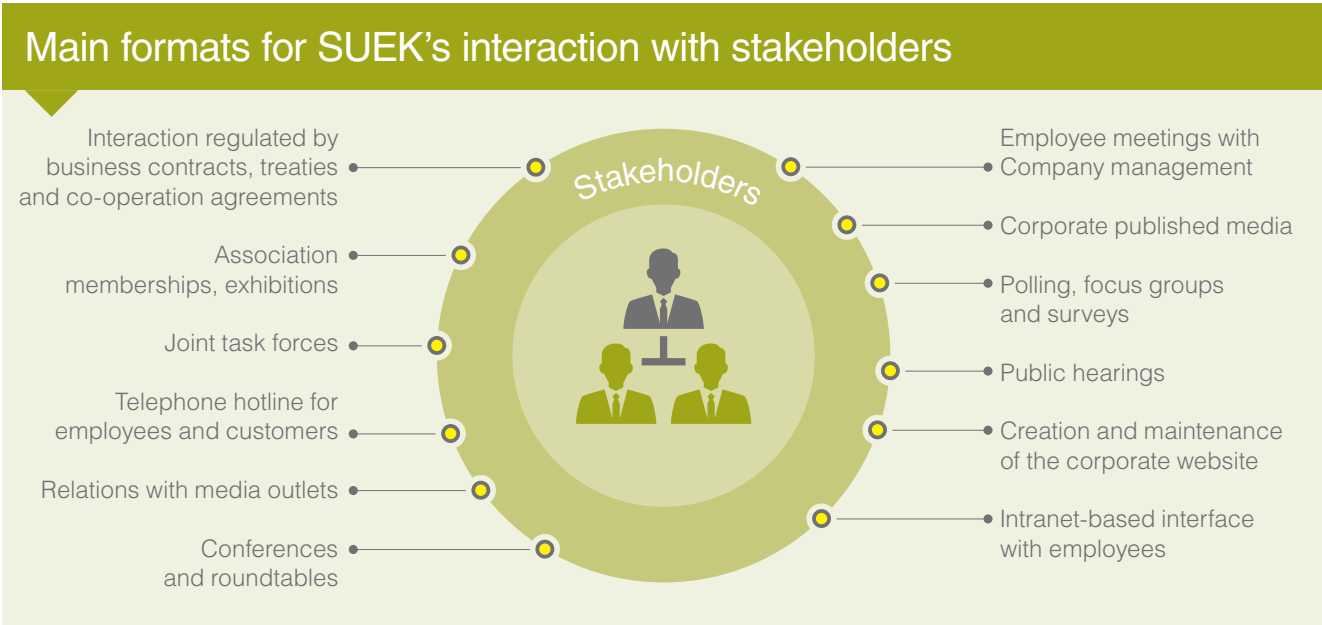 Main formats for SUEK’s interaction with stakeholders
Interaction regulated by
business contracts, treaties
and co-operation agreements
Association
memberships, exhibitions
Joint task forces
Telephone hotline for
employees and customers
Relations with media outlets
Conferences
and roundtables
Stakeholders
Employee meetings with
Company management
Corporate published media
Polling, focus groups
and surveys
Public hearings
Creation and maintenance
of the corporate website
Intranet-based interface
with employees